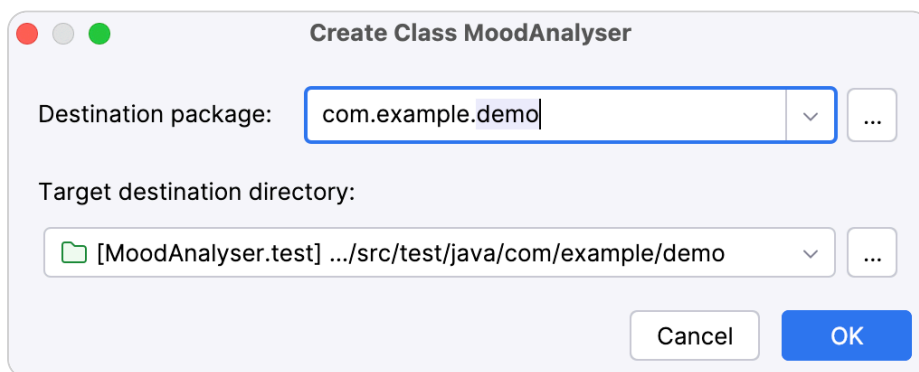 Create Class MoodAnalyser
Destination package:
com.example.demo
...
Target destination directory:
[MoodAnalyser.test] .../src/test/java/com/example/demo
...
Cancel
OK